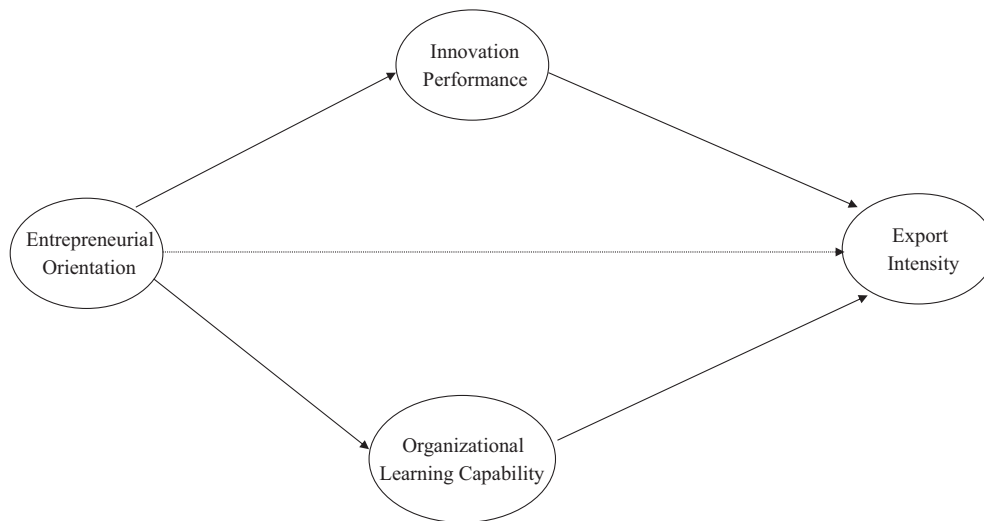 Innovation
Performance
Entrepreneurial
Orientation
Export
Intensity
Organizational
Learning Capability